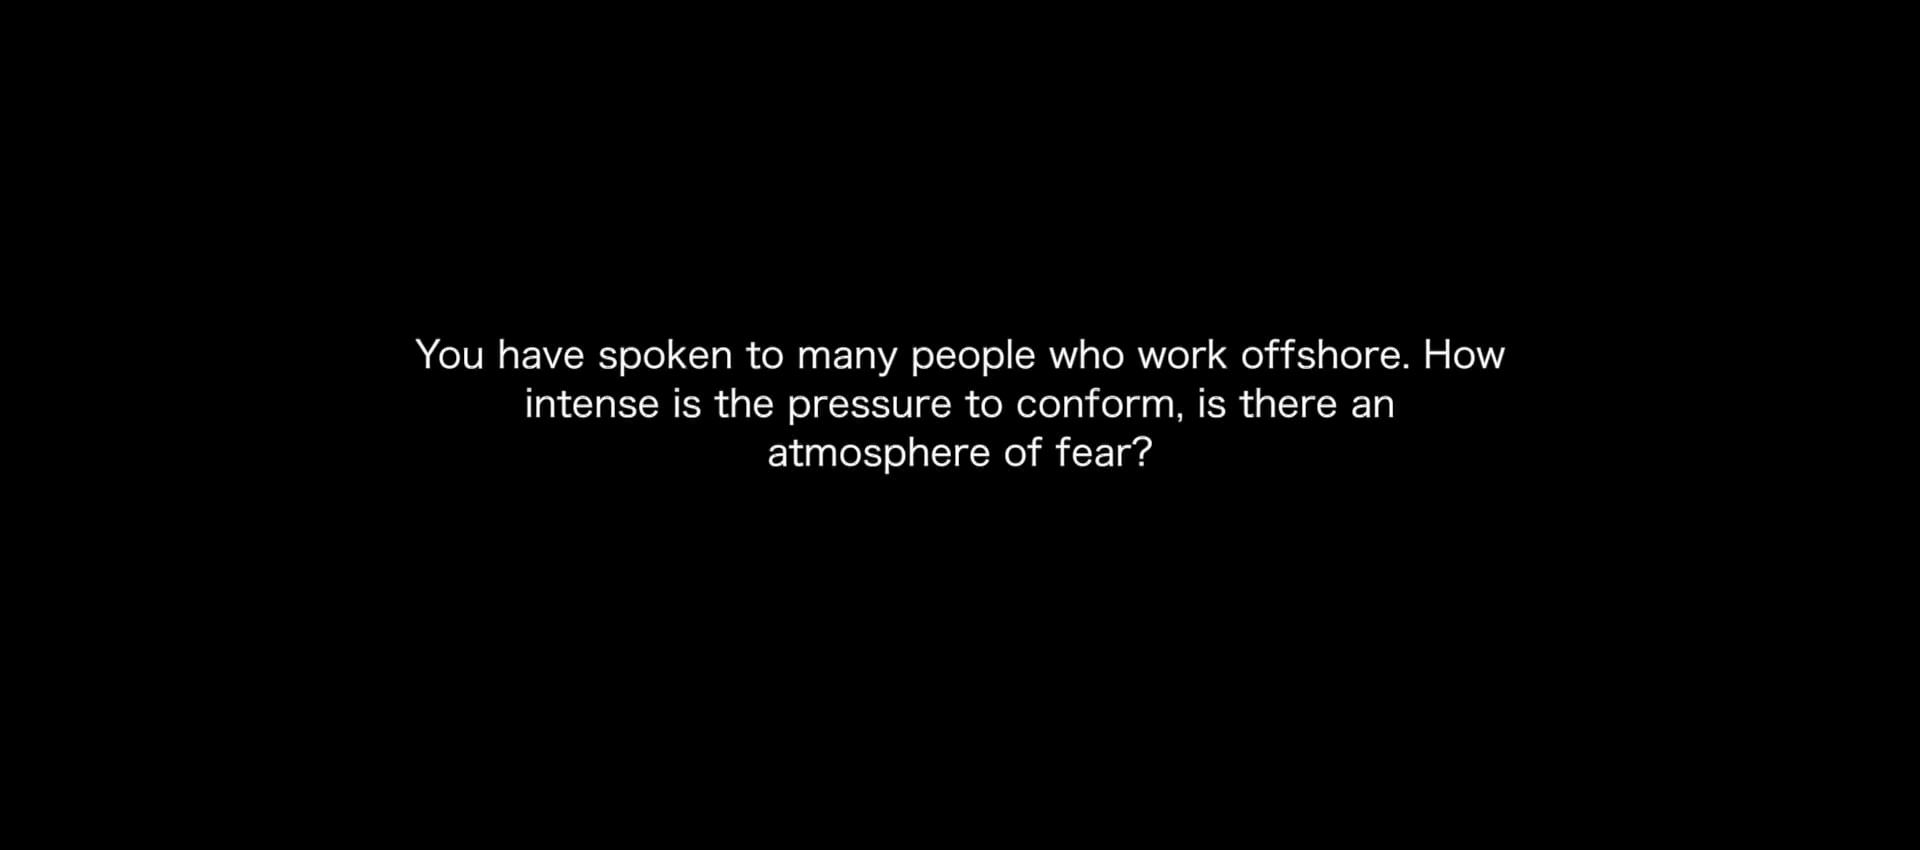 You have spoken to many people who work offshore. How
intense is the pressure to conform, is there an
atmosphere of fear?